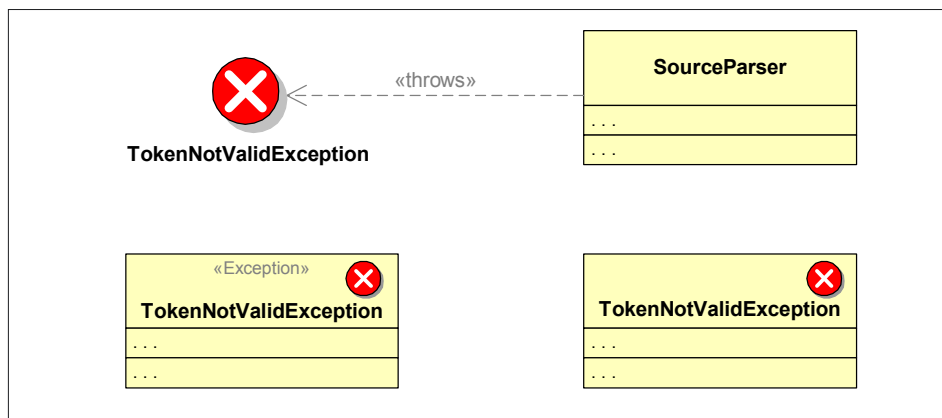 «throws»
SourceParser
. . .
. . .
TokenNotValidException
«Exception»
TokenNotValidException
. . .
. . .
TokenNotValidException
. . .
. . .